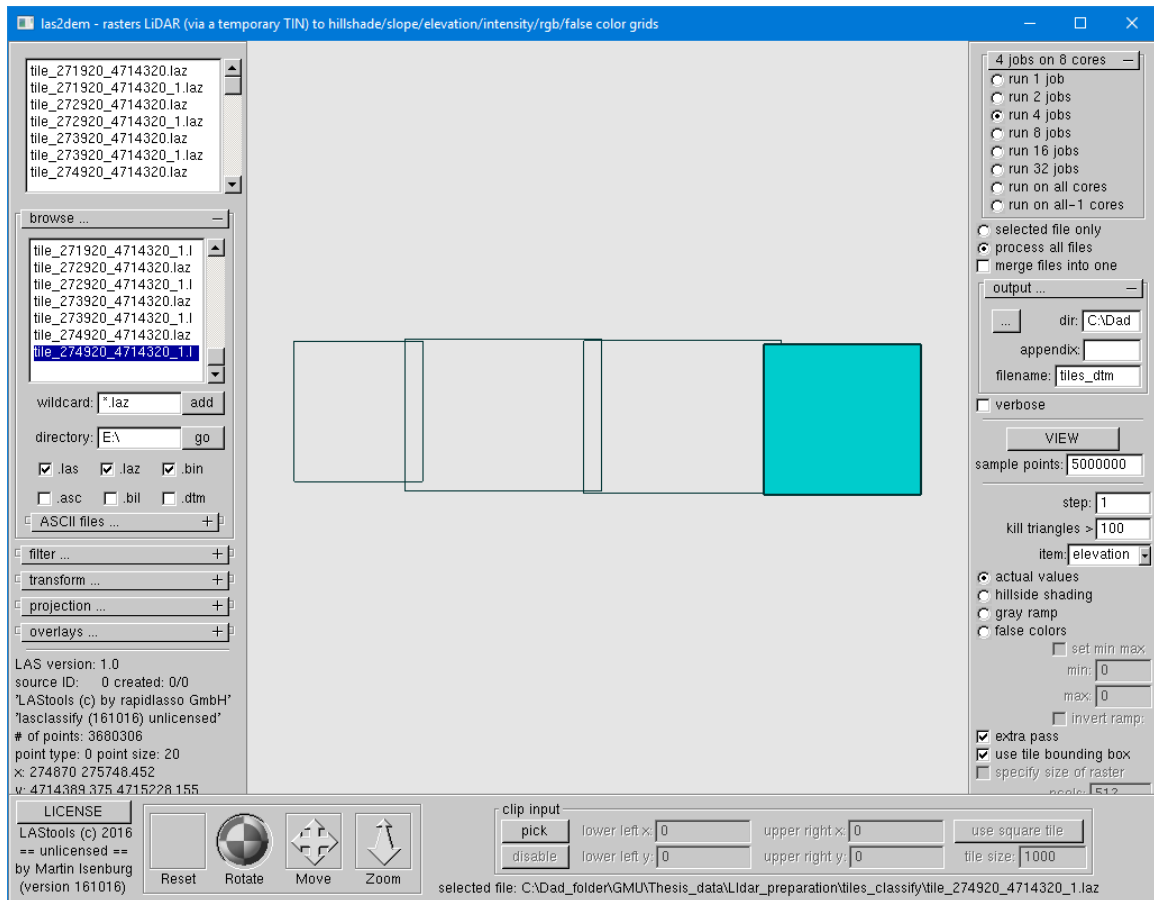 las2dem - rasters LiDAR (via a temporary TIN) to hillshade/slope/elevation/intensity/rgb/false color grids
tile_271920_4714320.laz
tile_271920_4714320_1.laz
tile_272920_4714320.laz
tile_272920_4714320_1.laz
tile_273920_4714320.laz
tile_273920_4714320_1.laz
tile_274920_4714320.laz
browse ...
tile_271920_4714320_1.l
tile_272920_4714320.laz
tile_272920_4714320_1.l
tile_273920_4714320.laz
tile_273920_4714320_1.l
tile_274920_4714320.laz
tile_274920_4714320_1.l
wildcard: *.laz add
directory: E:\ go
.las .laz .bin
.asc .bil .dtm
ASCII files ... +
filter ... +
transform ... +
projection ... +
overlays ... +
LAS version: 1.0
source ID: 0 created: 0/0
'LAStools (c) by rapidlasso GmbH'
'lasclassify (161016) unlicensed'
# of points: 3680306
point type: 0 point size: 20
x: 274870 275748.452
y: 4714389.375 4715228.155
4 jobs on 8 cores
run 1 job
run 2 jobs
run 4 jobs
run 8 jobs
run 16 jobs
run 32 jobs
run on all cores
run on all-1 cores
selected file only
process all files
merge files into one
output ...
... dir: C:\Dad
appendix:
filename: tiles_dtm
verbose
VIEW
sample points: 5000000
step: 1
kill triangles > 100
item: elevation
actual values
hillside shading
gray ramp
false colors
set min max
min: 0
max: 0
invert ramp:
extra pass
use tile bounding box
specify size of raster
ncols: 512
LICENSE
LAStools (c) 2016
== unlicensed ==
by Martin Isenburg
(version 161016)
Reset Rotate Move Zoom
clip input
pick lower left x: 0 upper right x: 0 use square tile
disable lower left y: 0 upper right y: 0 tile size: 1000
selected file: C:\Dad_folder\GMU\Thesis_data\LIdar_preparation\tiles_classify\tile_274920_4714320_1.laz